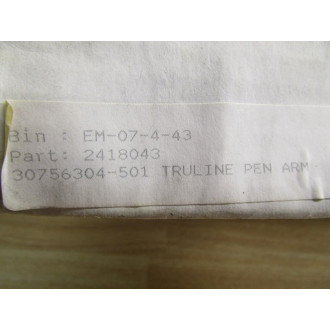 Bin : EM-07-4-43
Part: 2418043
30756304-501 TRULINE PEN ARM